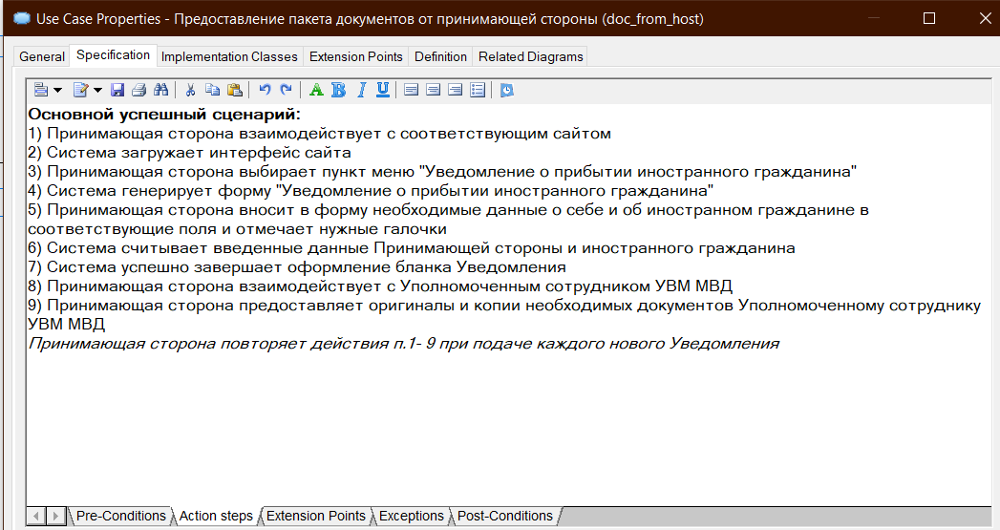 Use Case Properties - Предоставление пакета документов от принимающей стороны (doc_from_host)
General Specification Implementation Classes Extension Points Definition Related Diagrams
A B I U
Основной успешный сценарий:
1) Принимающая сторона взаимодействует с соответствующим сайтом
2) Система загружает интерфейс сайта
3) Принимающая сторона выбирает пункт меню "Уведомление о прибытии иностранного гражданина"
4) Система генерирует форму "Уведомление о прибытии иностранного гражданина"
5) Принимающая сторона вносит в форму необходимые данные о себе и об иностранном гражданине в
соответствующие поля и отмечает нужные галочки
6) Система считывает введенные данные Принимающей стороны и иностранного гражданина
7) Система успешно завершает оформление бланка Уведомления
8) Принимающая сторона взаимодействует с Уполномоченным сотрудником УВМ МВД
9) Принимающая сторона предоставляет оригиналы и копии необходимых документов Уполномоченному сотруднику
УВМ МВД
Принимающая сторона повторяет действия п.1- 9 при подаче каждого нового Уведомления
Pre-Conditions Action steps Extension Points Exceptions Post-Conditions